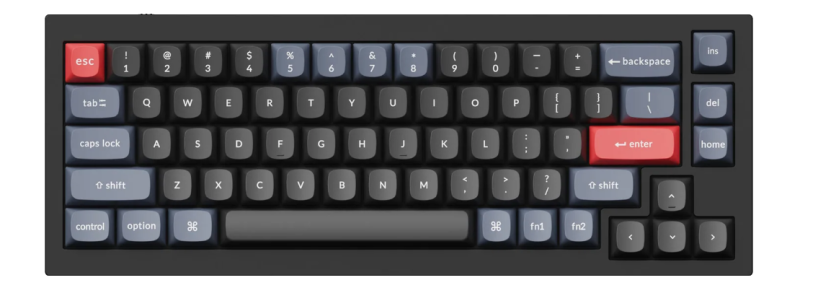 esc ! 1 @ 2 # 3 $ 4 % 5 ^ 6 & 7 * 8 ( 9 ) 0 — - + = ← backspace ins
tab Q W E R T Y U I O P { [ } ] | \ del
caps lock A S D F G H J K L : ; " ' ↵ enter home
⇧ shift Z X C V B N M < , > . ? / ⇧ shift ^
control option ⌘ ⌘ fn1 fn2 < ⌄ >